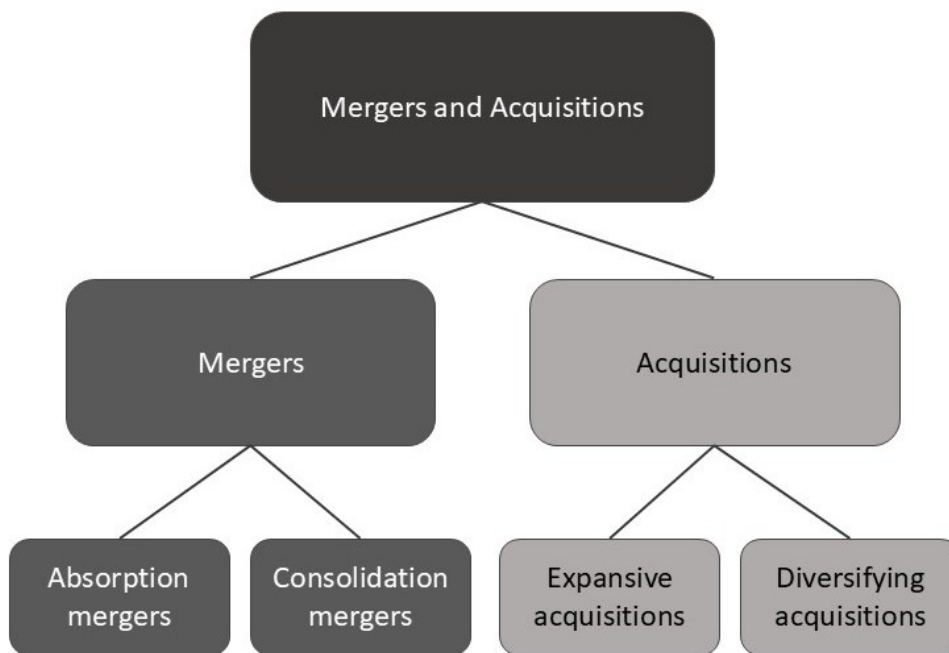 Mergers and Acquisitions
Mergers
Acquisitions
Absorption
mergers
Consolidation
mergers
Expansive
acquisitions
Diversifying
acquisitions